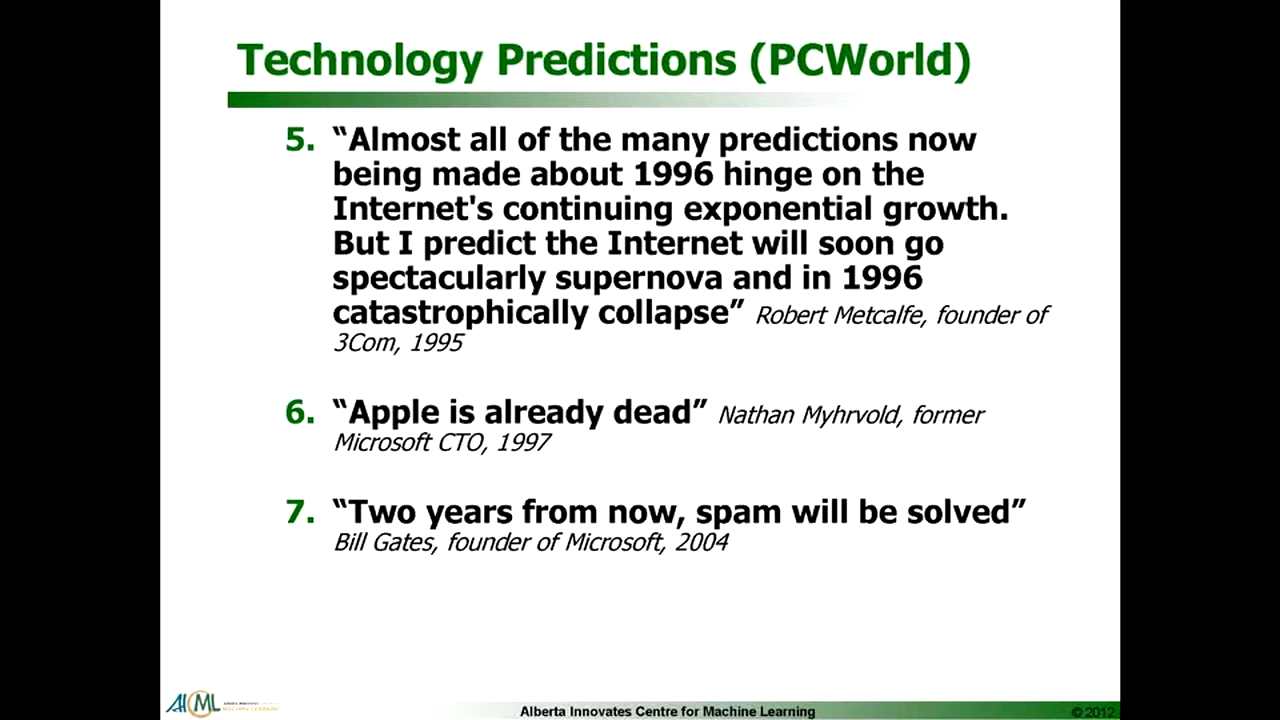 Technology Predictions (PCWorld)
5. “Almost all of the many predictions now
being made about 1996 hinge on the
Internet's continuing exponential growth.
But I predict the Internet will soon go
spectacularly supernova and in 1996
catastrophically collapse” Robert Metcalfe, founder of
3Com, 1995
6. “Apple is already dead” Nathan Myhrvold, former
Microsoft CTO, 1997
7. “Two years from now, spam will be solved”
Bill Gates, founder of Microsoft, 2004
AICML
Alberta Innovates Centre for Machine Learning
© 2012